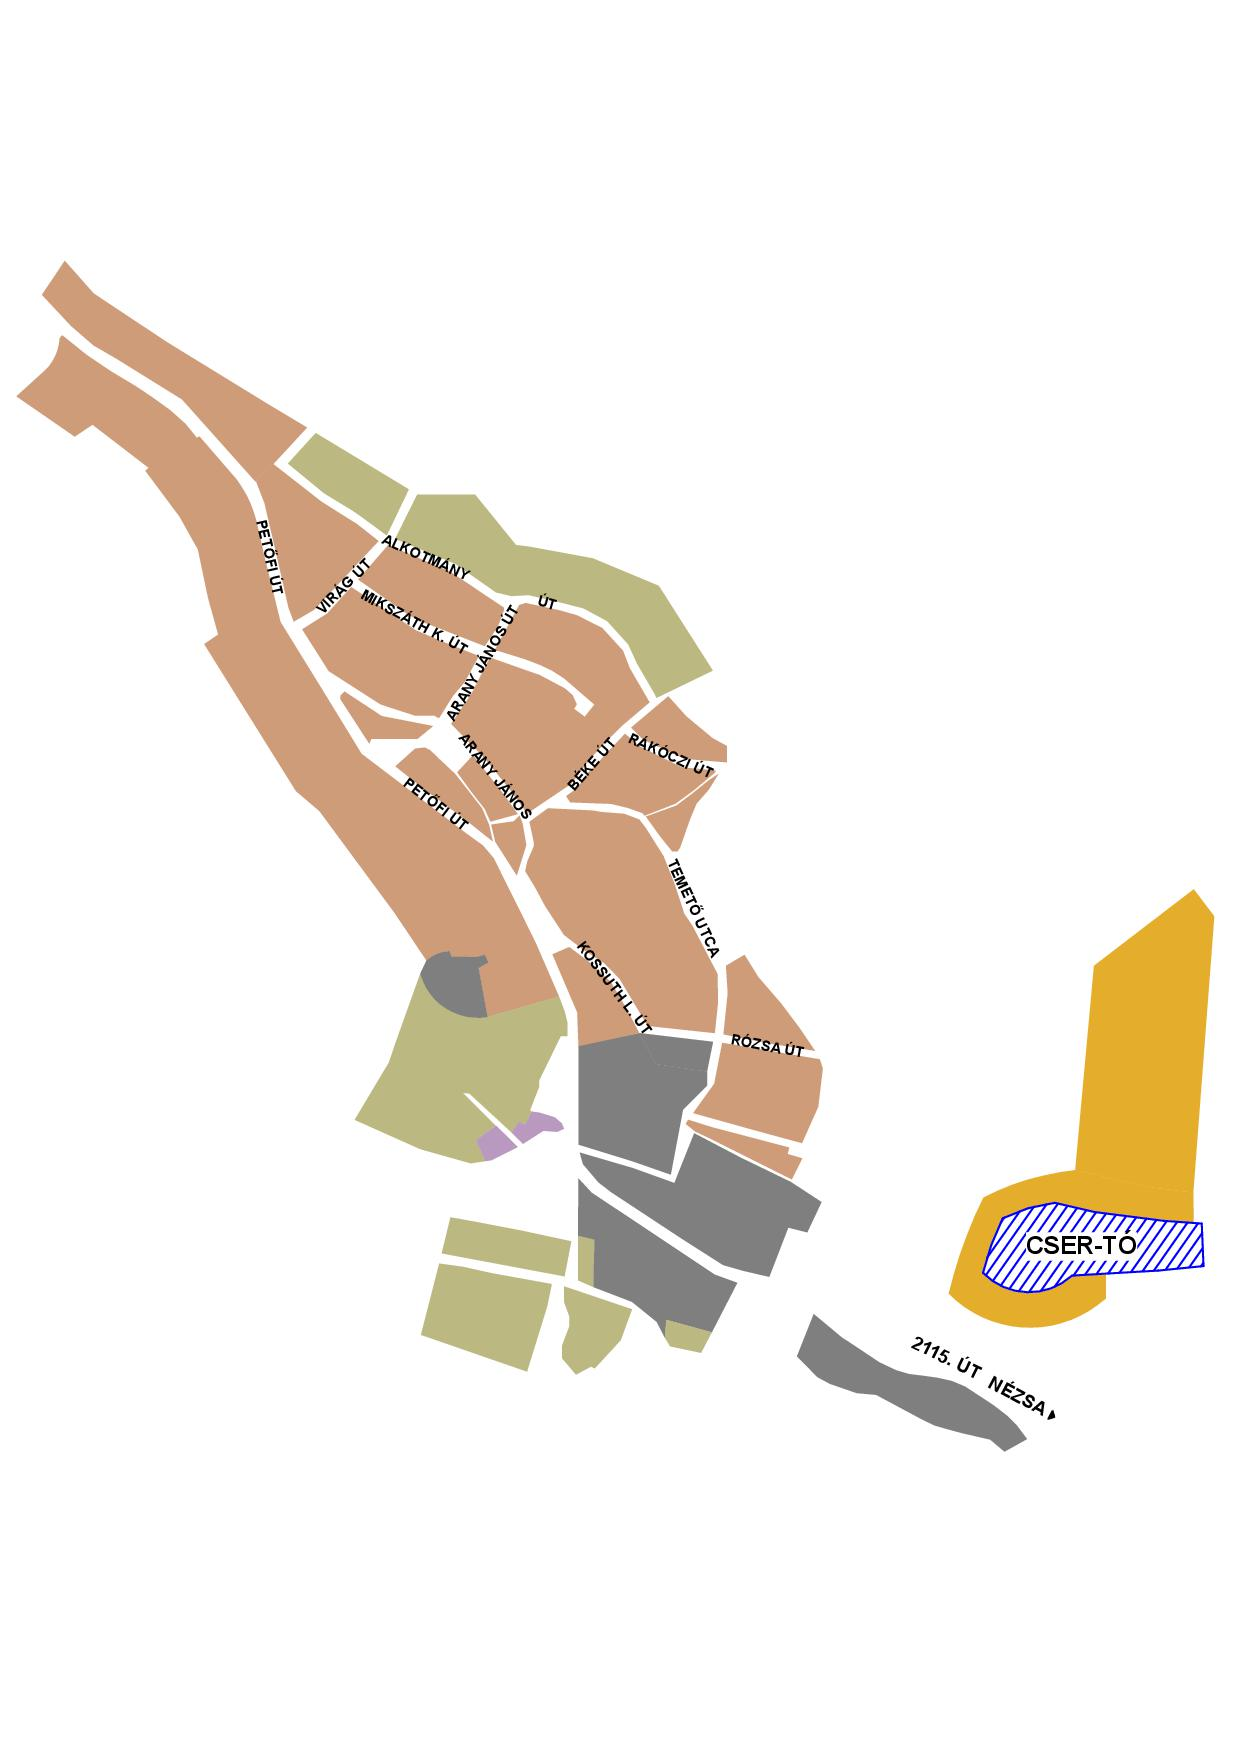 PETŐFI ÚT
VIRÁG ÚT
ALKOTMÁNY
ÚT
MIKSZÁTH K. ÚT
ARANY JÁNOS ÚT
ARANY JÁNOS
PETŐFI ÚT
BÉKE ÚT
RÁKÓCZI ÚT
TEMETŐ UTCA
KOSSUTH L. ÚT
RÓZSA ÚT
CSER-TÓ
2115. ÚT NÉZSA